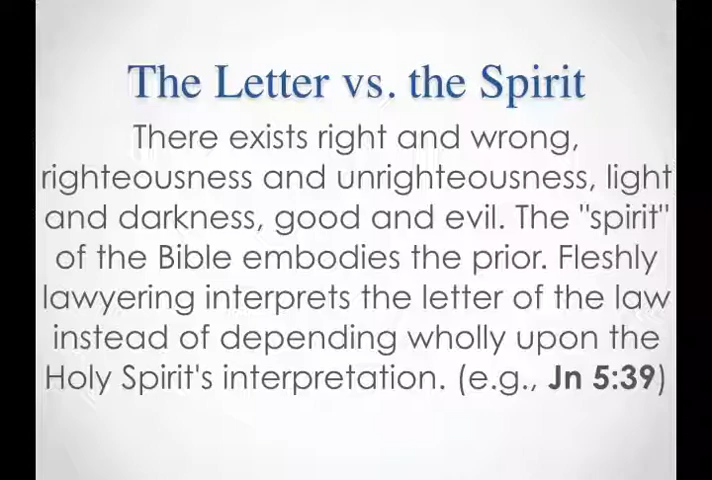 The Letter vs. the Spirit
There exists right and wrong,
righteousness and unrighteousness, light
and darkness, good and evil. The "spirit"
of the Bible embodies the prior. Fleshly
lawyering interprets the letter of the law
instead of depending wholly upon the
Holy Spirit's interpretation. (e.g., Jn 5:39)